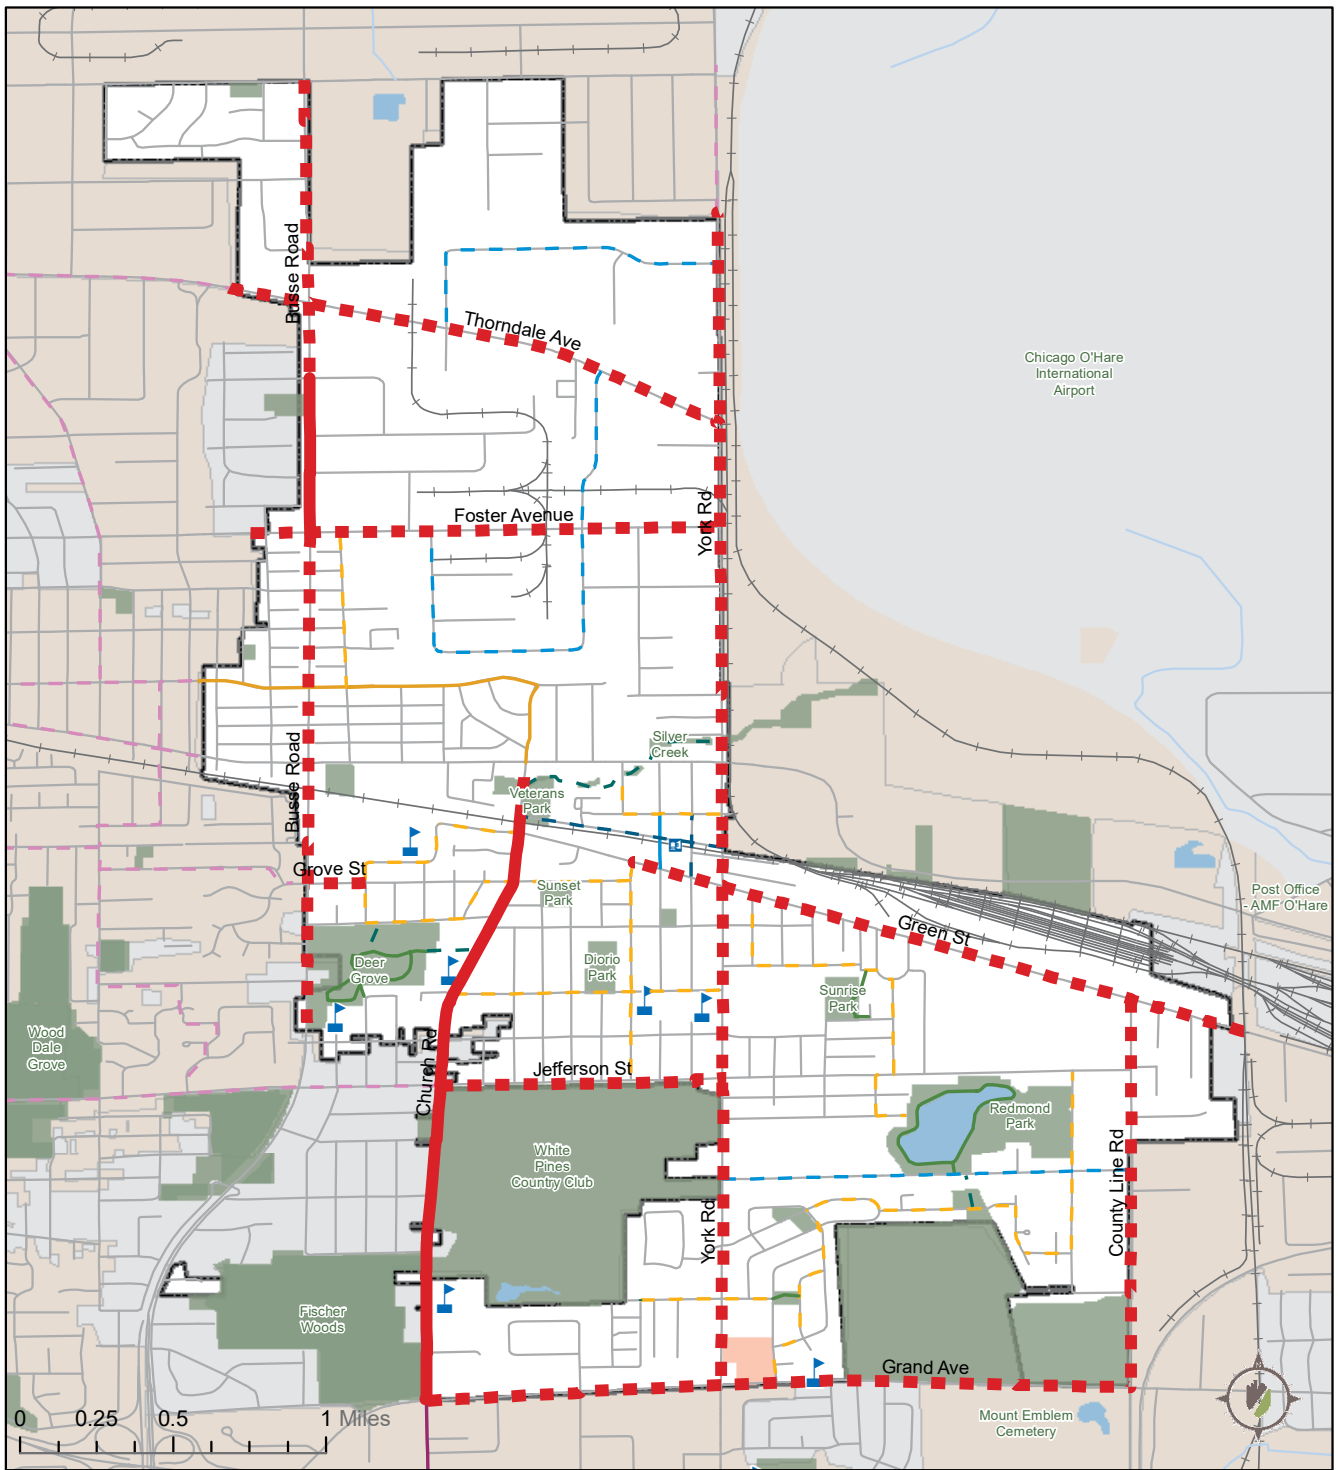 Busse Road
Thorndale Ave
Chicago O'Hare
International
Airport
Foster Avenue
York Rd
Silver
Creek
Busse Road
Veterans
Park
Grove St
Sunset
Park
Post Office
- AMF O'Hare
Green St
Deer
Grove
Diorio
Park
Sunrise
Park
Wood
Dale
Grove
Church Rd
Jefferson St
Redmond
Park
White
Pines
Country Club
County Line Rd
York Rd
Fischer
Woods
Grand Ave
Mount Emblem
Cemetery
0 0.25 0.5 1 Miles